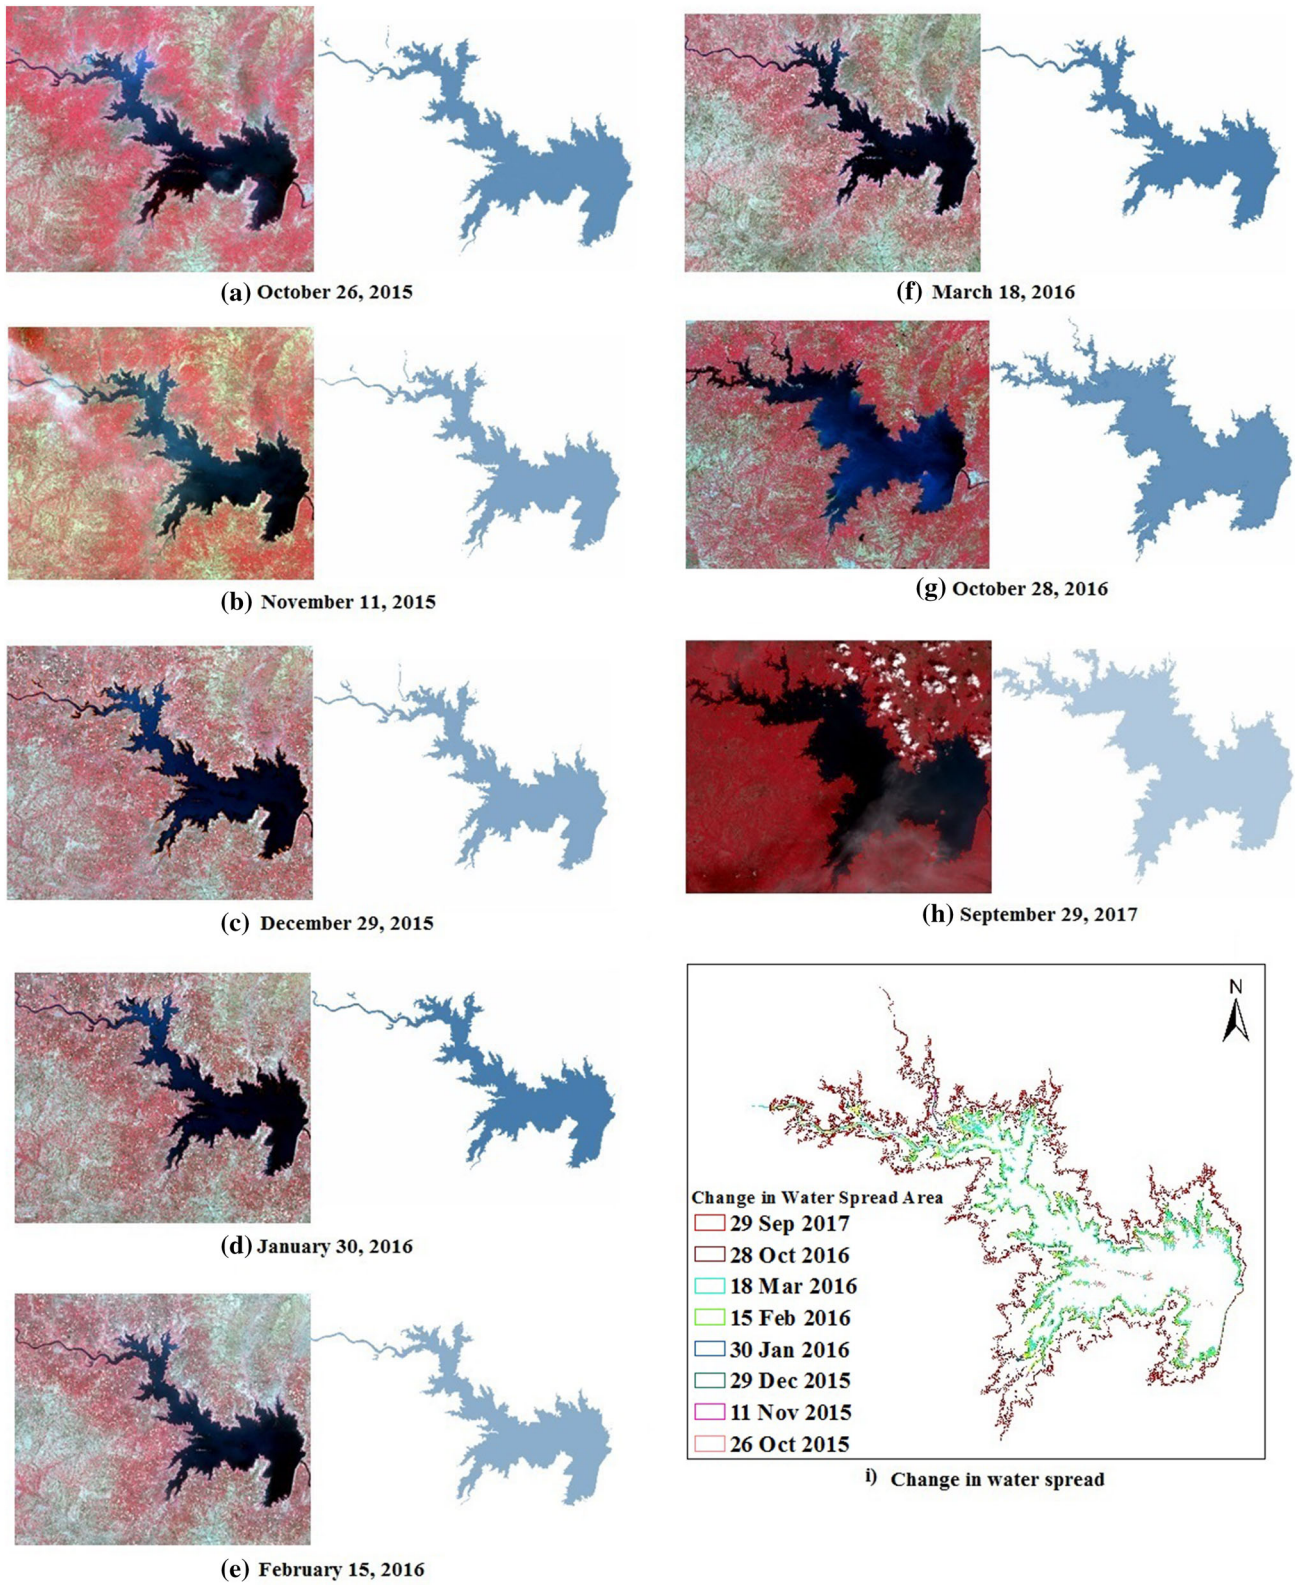 (a) October 26, 2015
(b) November 11, 2015
(c) December 29, 2015
(d) January 30, 2016
(e) February 15, 2016
(f) March 18, 2016
(g) October 28, 2016
(h) September 29, 2017
N
Change in Water Spread Area
29 Sep 2017
28 Oct 2016
18 Mar 2016
15 Feb 2016
30 Jan 2016
29 Dec 2015
11 Nov 2015
26 Oct 2015
i) Change in water spread